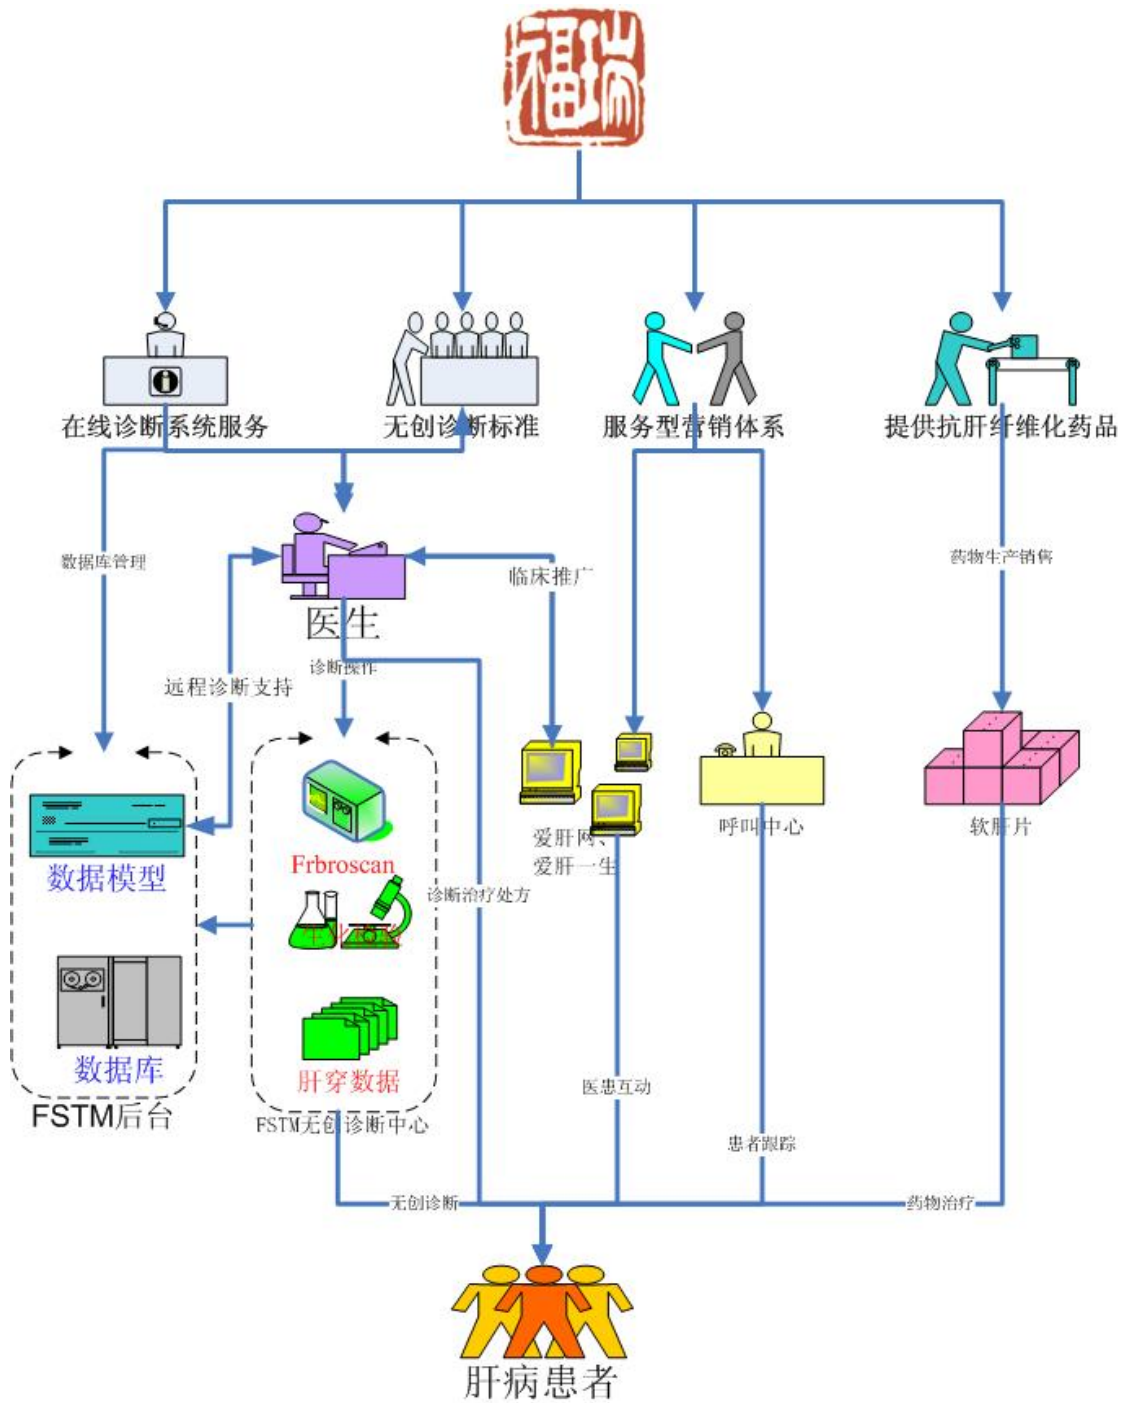 福瑞
在线诊断系统服务
无创诊断标准
服务型营销体系
提供抗肝纤维化药品
数据库管理
药物生产销售
临床推广
医生
诊断操作
远程诊断支持
Frbroscan
数据模型
爱肝网、
爱肝一生
呼叫中心
软肝片
诊断治疗处方
数据库
肝穿数据
FSTM后台
FSTM无创诊断中心
医患互动
患者跟踪
无创诊断
药物治疗
肝病患者